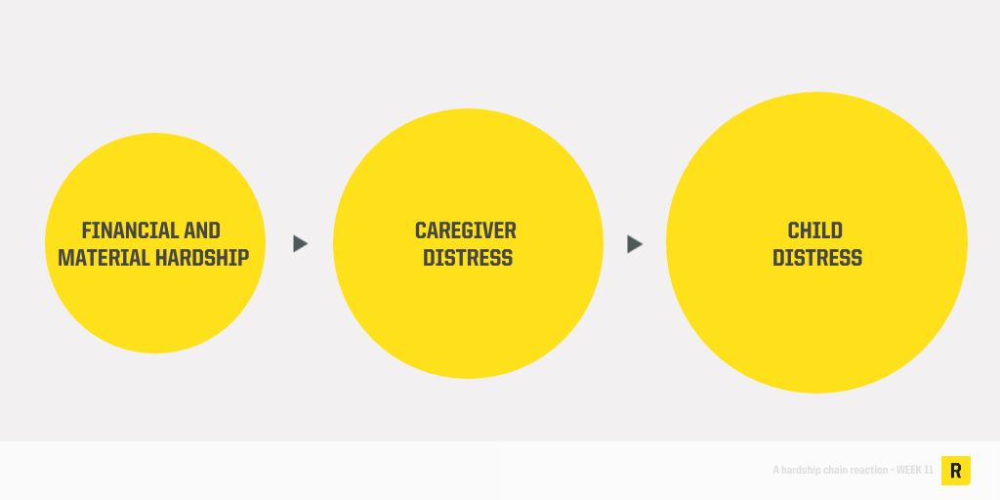 FINANCIAL AND
MATERIAL HARDSHIP
CAREGIVER
DISTRESS
CHILD
DISTRESS
A hardship chain reaction - WEEK 11
R